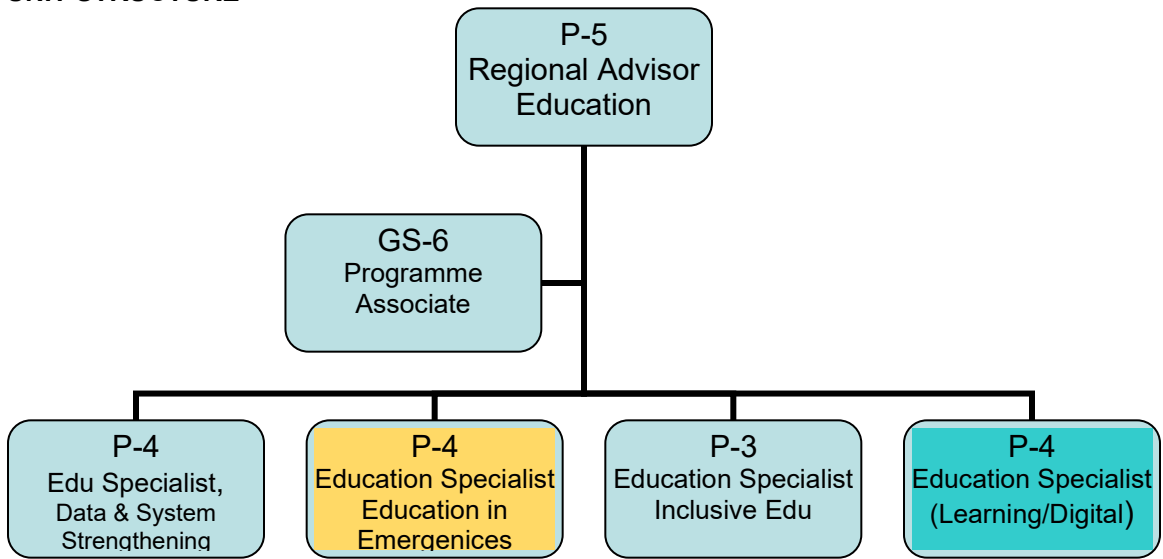 P-5
Regional Advisor
Education
GS-6
Programme
Associate
P-4
Edu Specialist,
Data & System
Strengthening
P-4
Education Specialist
Education in
Emergenices
P-3
Education Specialist
Inclusive Edu
P-4
Education Specialist
(Learning/Digital)